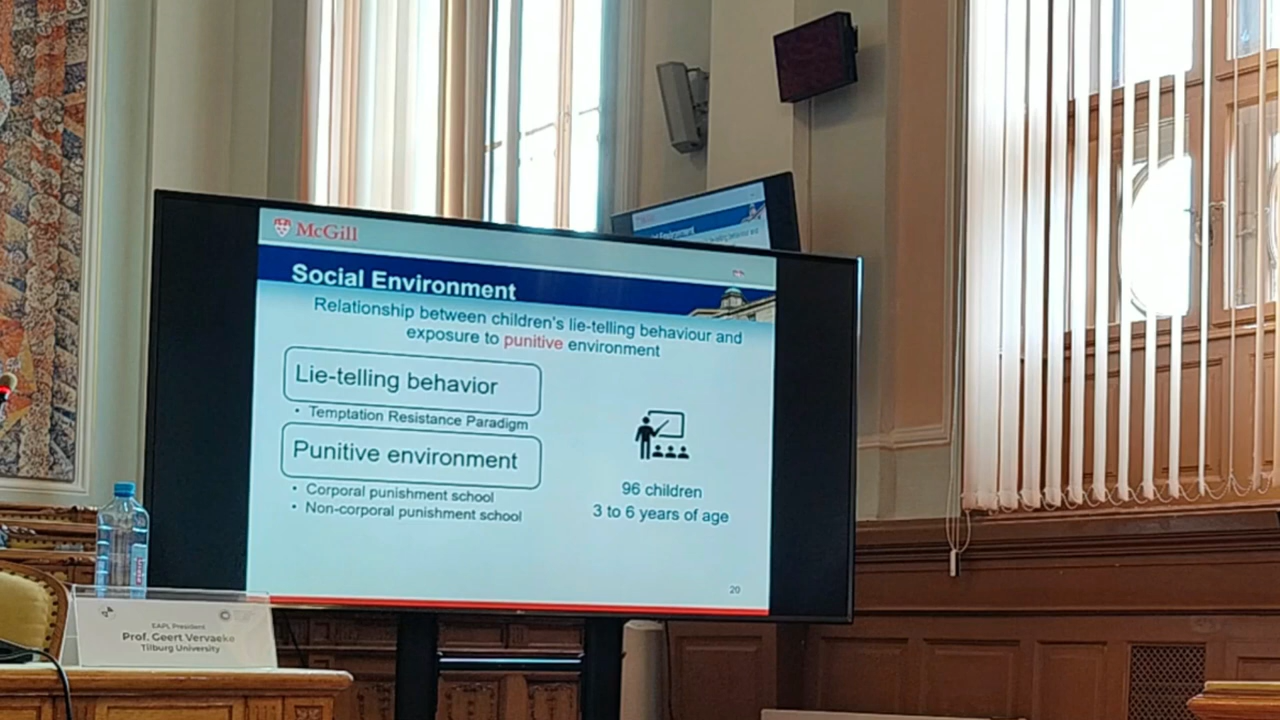 McGill
Social Environment
Relationship between children's lie-telling behaviour and
exposure to punitive environment
Lie-telling behavior
• Temptation Resistance Paradigm
Punitive environment
• Corporal punishment school
• Non-corporal punishment school
96 children
3 to 6 years of age
20
EAPL President
Prof. Geert Vervaeke
Tilburg University